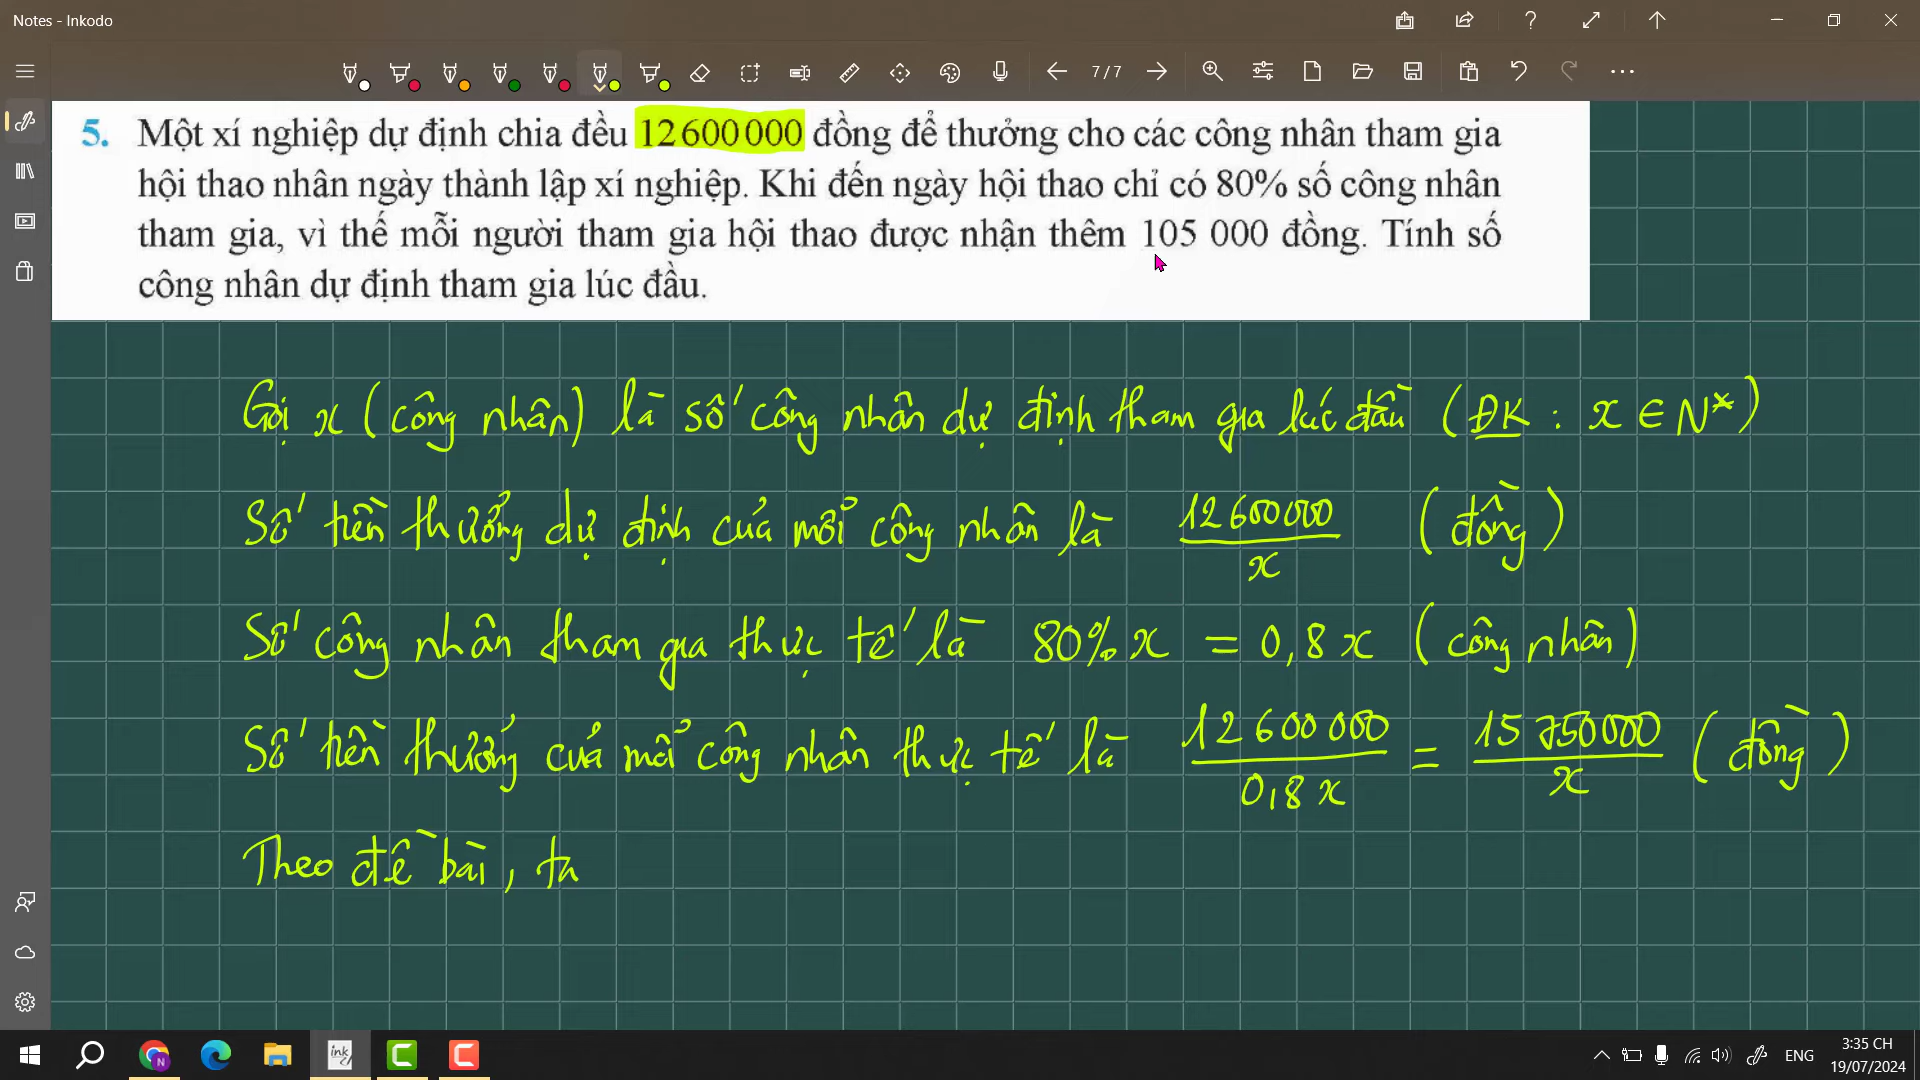 Notes - Inkodo
7 / 7
5. Một xí nghiệp dự định chia đều 12 600 000 đồng để thưởng cho các công nhân tham gia
hội thao nhân ngày thành lập xí nghiệp. Khi đến ngày hội thao chỉ có 80% số công nhân
tham gia, vì thế mỗi người tham gia hội thao được nhận thêm 105 000 đồng. Tính số
công nhân dự định tham gia lúc đầu.
Gọi x (công nhân) là số công nhân dự định tham gia lúc đầu (ĐK : x ∈ N*)
Số tiền thưởng dự định của mỗi công nhân là 12 600 000 / x (đồng)
Số công nhân tham gia thực tế là 80% x = 0,8 x (công nhân)
Số tiền thưởng của mỗi công nhân thực tế là 12 600 000 / 0,8 x = 15 750 000 / x (đồng)
Theo đề bài, ta
ink
ENG
3:35 CH
19/07/2024